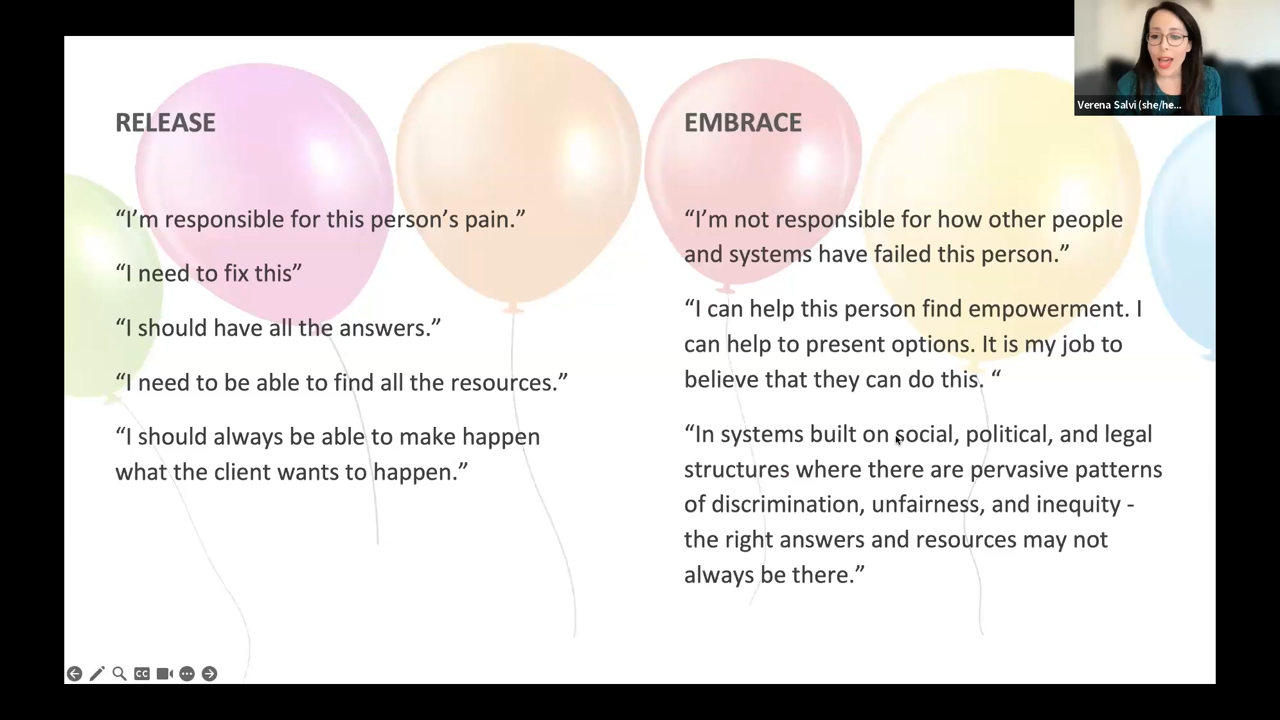 RELEASE
“I’m responsible for this person’s pain.”
“I need to fix this”
“I should have all the answers.”
“I need to be able to find all the resources.”
“I should always be able to make happen
what the client wants to happen.”
EMBRACE
“I’m not responsible for how other people
and systems have failed this person.”
“I can help this person find empowerment. I
can help to present options. It is my job to
believe that they can do this. “
“In systems built on social, political, and legal
structures where there are pervasive patterns
of discrimination, unfairness, and inequity -
the right answers and resources may not
always be there.”
Verena Salvi (she/he...
CC